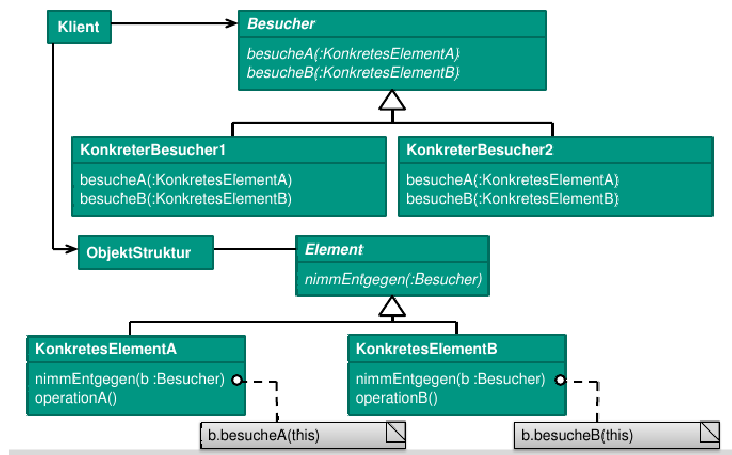 Klient
Besucher
besucheA(:KonkretesElementA)
besucheB(:KonkretesElementB)
KonkreterBesucher1
besucheA(:KonkretesElementA)
besucheB(:KonkretesElementB)
KonkreterBesucher2
besucheA(:KonkretesElementA)
besucheB(:KonkretesElementB)
ObjektStruktur
Element
nimmEntgegen(:Besucher)
KonkretesElementA
nimmEntgegen(b :Besucher)
operationA()
KonkretesElementB
nimmEntgegen(b :Besucher)
operationB()
b.besucheA(this)
b.besucheB(this)